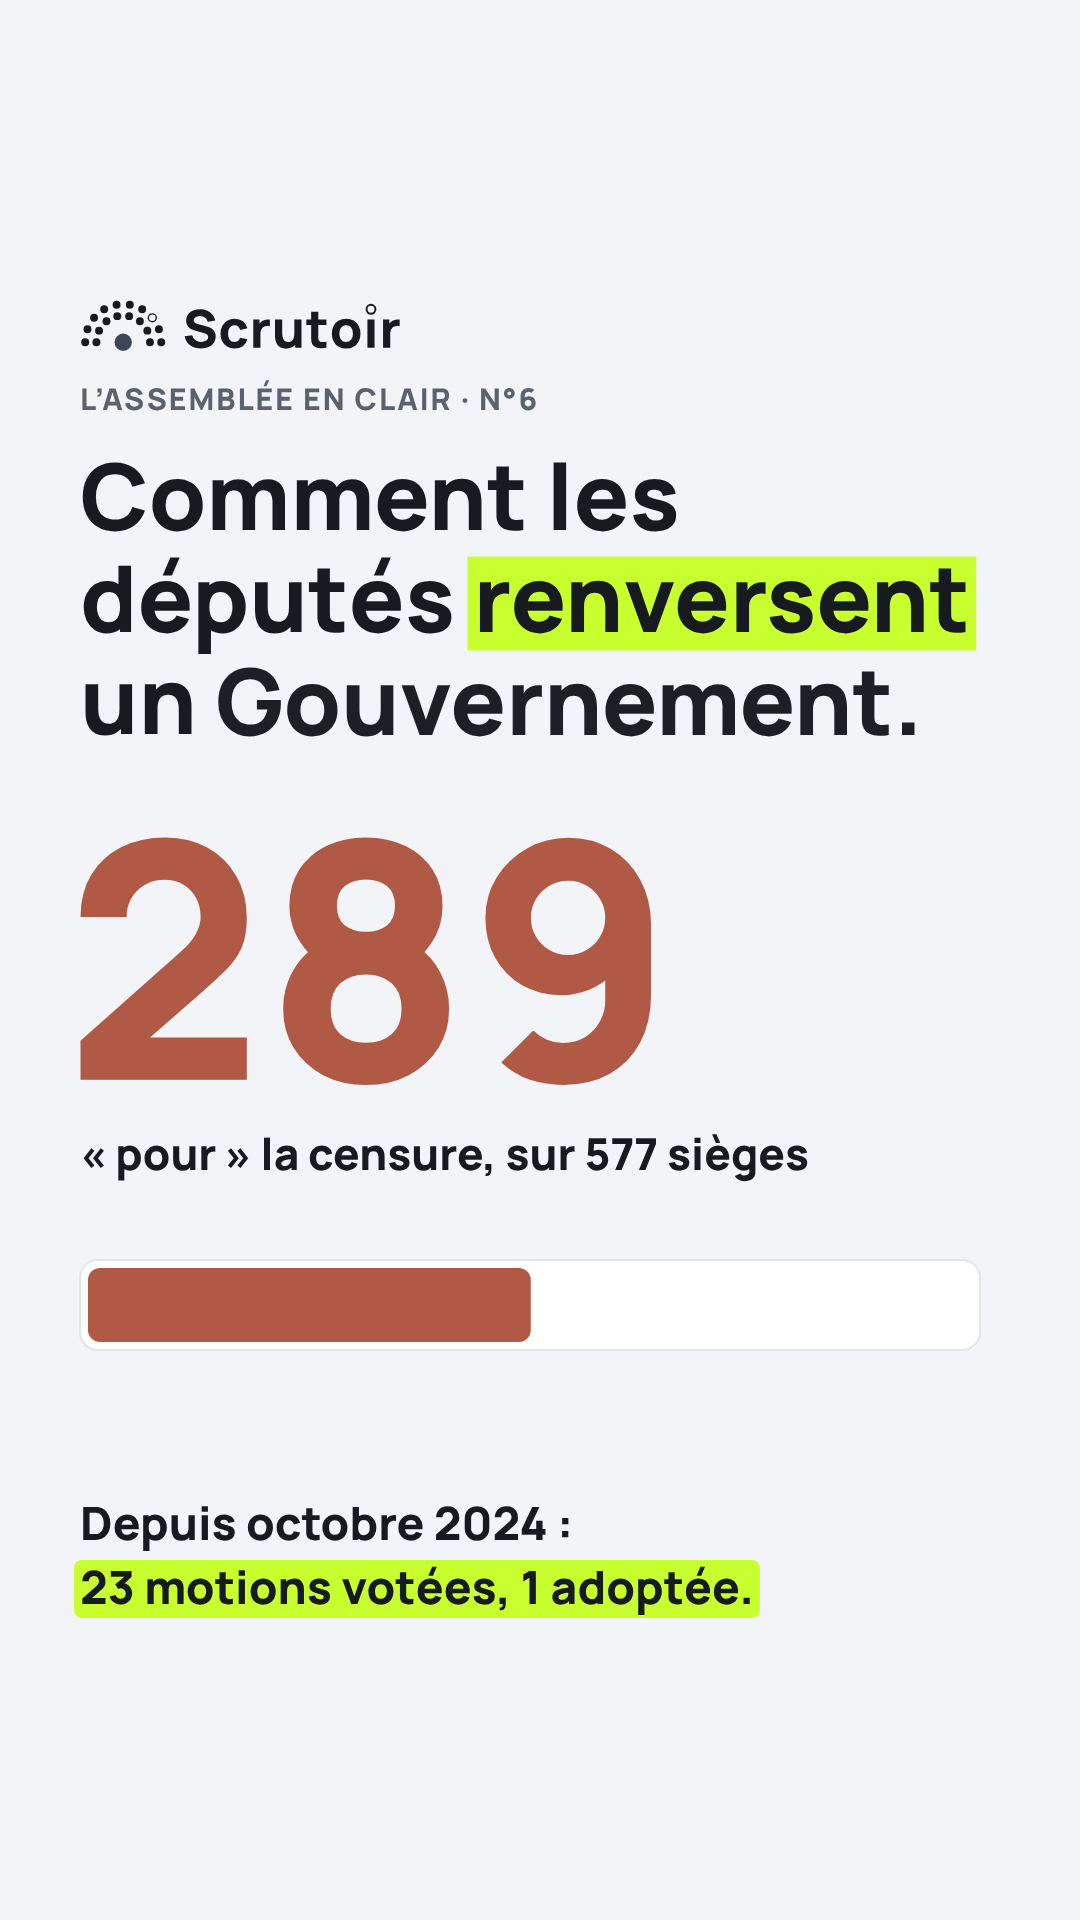 Scrutoir
L’ASSEMBLÉE EN CLAIR · N°6
Comment les
députés renversent
un Gouvernement.
289
« pour » la censure, sur 577 sièges
Depuis octobre 2024 :
23 motions votées, 1 adoptée.